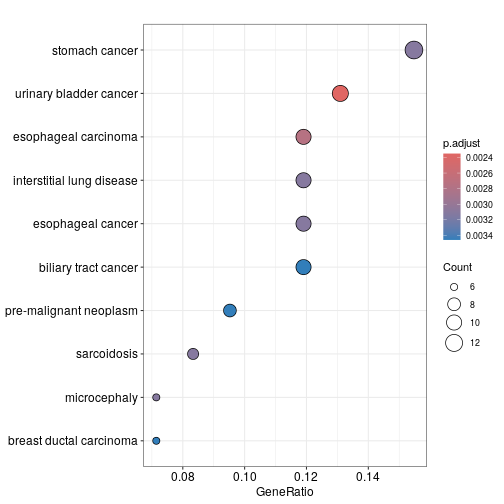 stomach cancer
urinary bladder cancer
esophageal carcinoma
interstitial lung disease
esophageal cancer
biliary tract cancer
pre-malignant neoplasm
sarcoidosis
microcephaly
breast ductal carcinoma
0.08 0.10 0.12 0.14
GeneRatio
p.adjust
0.0024
0.0026
0.0028
0.0030
0.0032
0.0034
Count
6
8
10
12